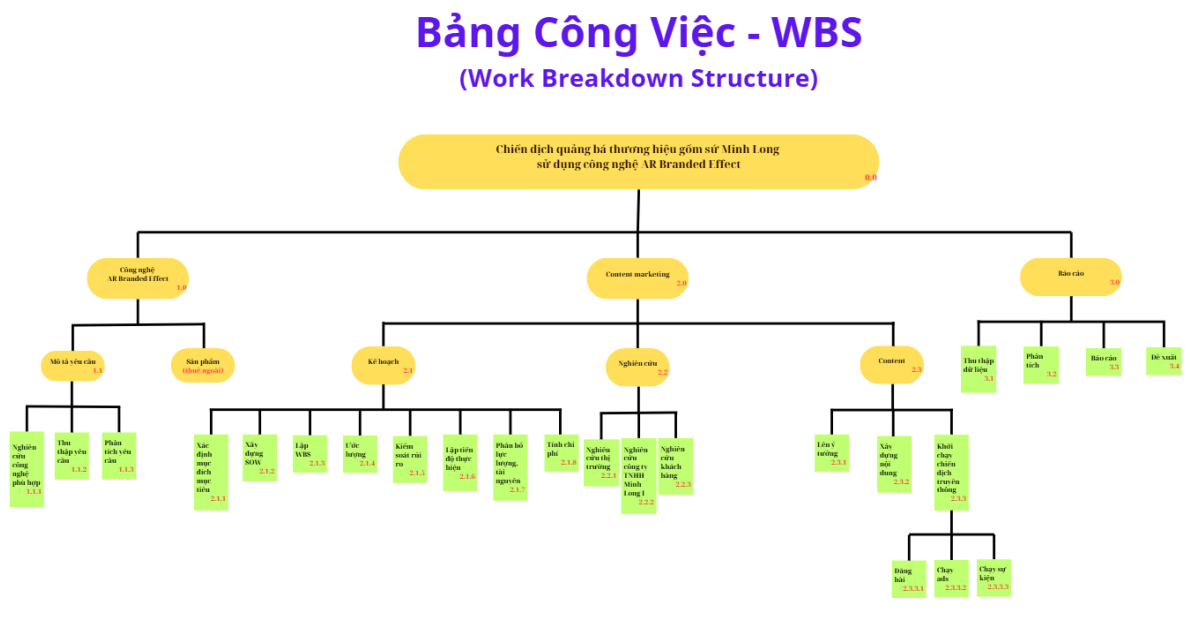 Bảng Công Việc - WBS
(Work Breakdown Structure)
Chiến dịch quảng bá thương hiệu gốm sứ Minh Long
sử dụng công nghệ AR Branded Effect
0.0
Công nghệ
AR Branded Effect
1.0
Content marketing
2.0
Báo cáo
3.0
Mô tả yêu cầu
1.1
Sản phẩm
(thuê ngoài)
Kế hoạch
2.1
Nghiên cứu
2.2
Content
2.3
Thu thập
dữ liệu
3.1
Phân
tích
3.2
Báo cáo
3.3
Đề xuất
3.4
Nghiên
cứu
công
nghệ
phù hợp
1.1.1
Thu
thập yêu
cầu
1.1.2
Phân
tích yêu
cầu
1.1.3
Xác
định
mục
đích
mục
tiêu
2.1.1
Xây
dựng
SOW
2.1.2
Lập
WBS
2.1.3
Ước
lượng
2.1.4
Kiểm
soát rủi
ro
2.1.5
Lập tiến
độ thực
hiện
2.1.6
Phân bổ
lực
lượng,
tài
nguyên
2.1.7
Tính chi
phí
2.1.8
Nghiên
cứu thị
trường
2.2.1
Nghiên
cứu
công ty
TNHH
Minh
Long I
2.2.2
Nghiên
cứu
khách
hàng
2.2.3
Lên ý
tưởng
2.3.1
Xây
dựng
nội
dung
2.3.2
Khởi
chạy
chiến
dịch
truyền
thông
2.3.3
Đăng
bài
2.3.3.1
Chạy
ads
2.3.3.2
Chạy sự
kiện
2.3.3.3